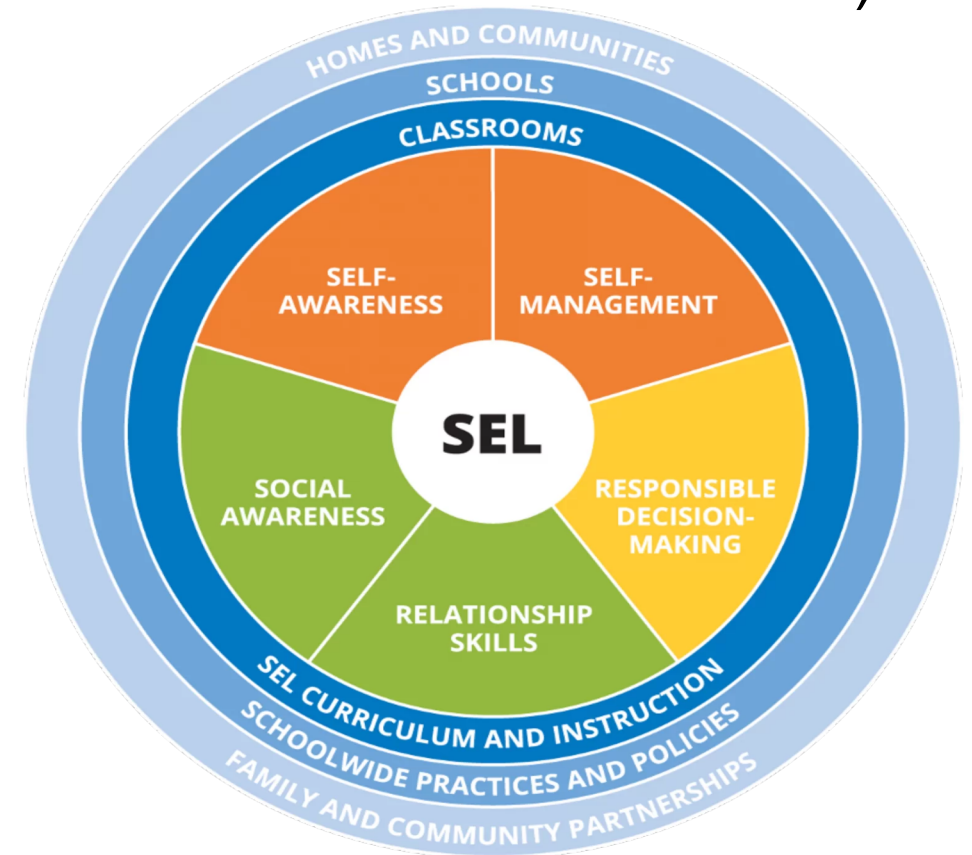 HOMES AND COMMUNITIES
SCHOOLS
CLASSROOMS
SELF-
AWARENESS
SELF-
MANAGEMENT
SEL
SOCIAL
AWARENESS
RESPONSIBLE
DECISION-
MAKING
RELATIONSHIP
SKILLS
SEL CURRICULUM AND INSTRUCTION
SCHOOLWIDE PRACTICES AND POLICIES
FAMILY AND COMMUNITY PARTNERSHIPS